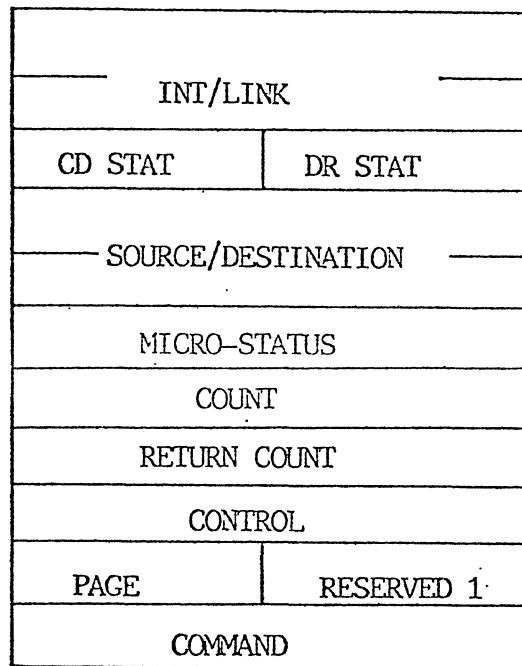 INT/LINK
CD STAT DR STAT
SOURCE/DESTINATION
MICRO-STATUS
COUNT
RETURN COUNT
CONTROL
PAGE RESERVED 1
COMMAND